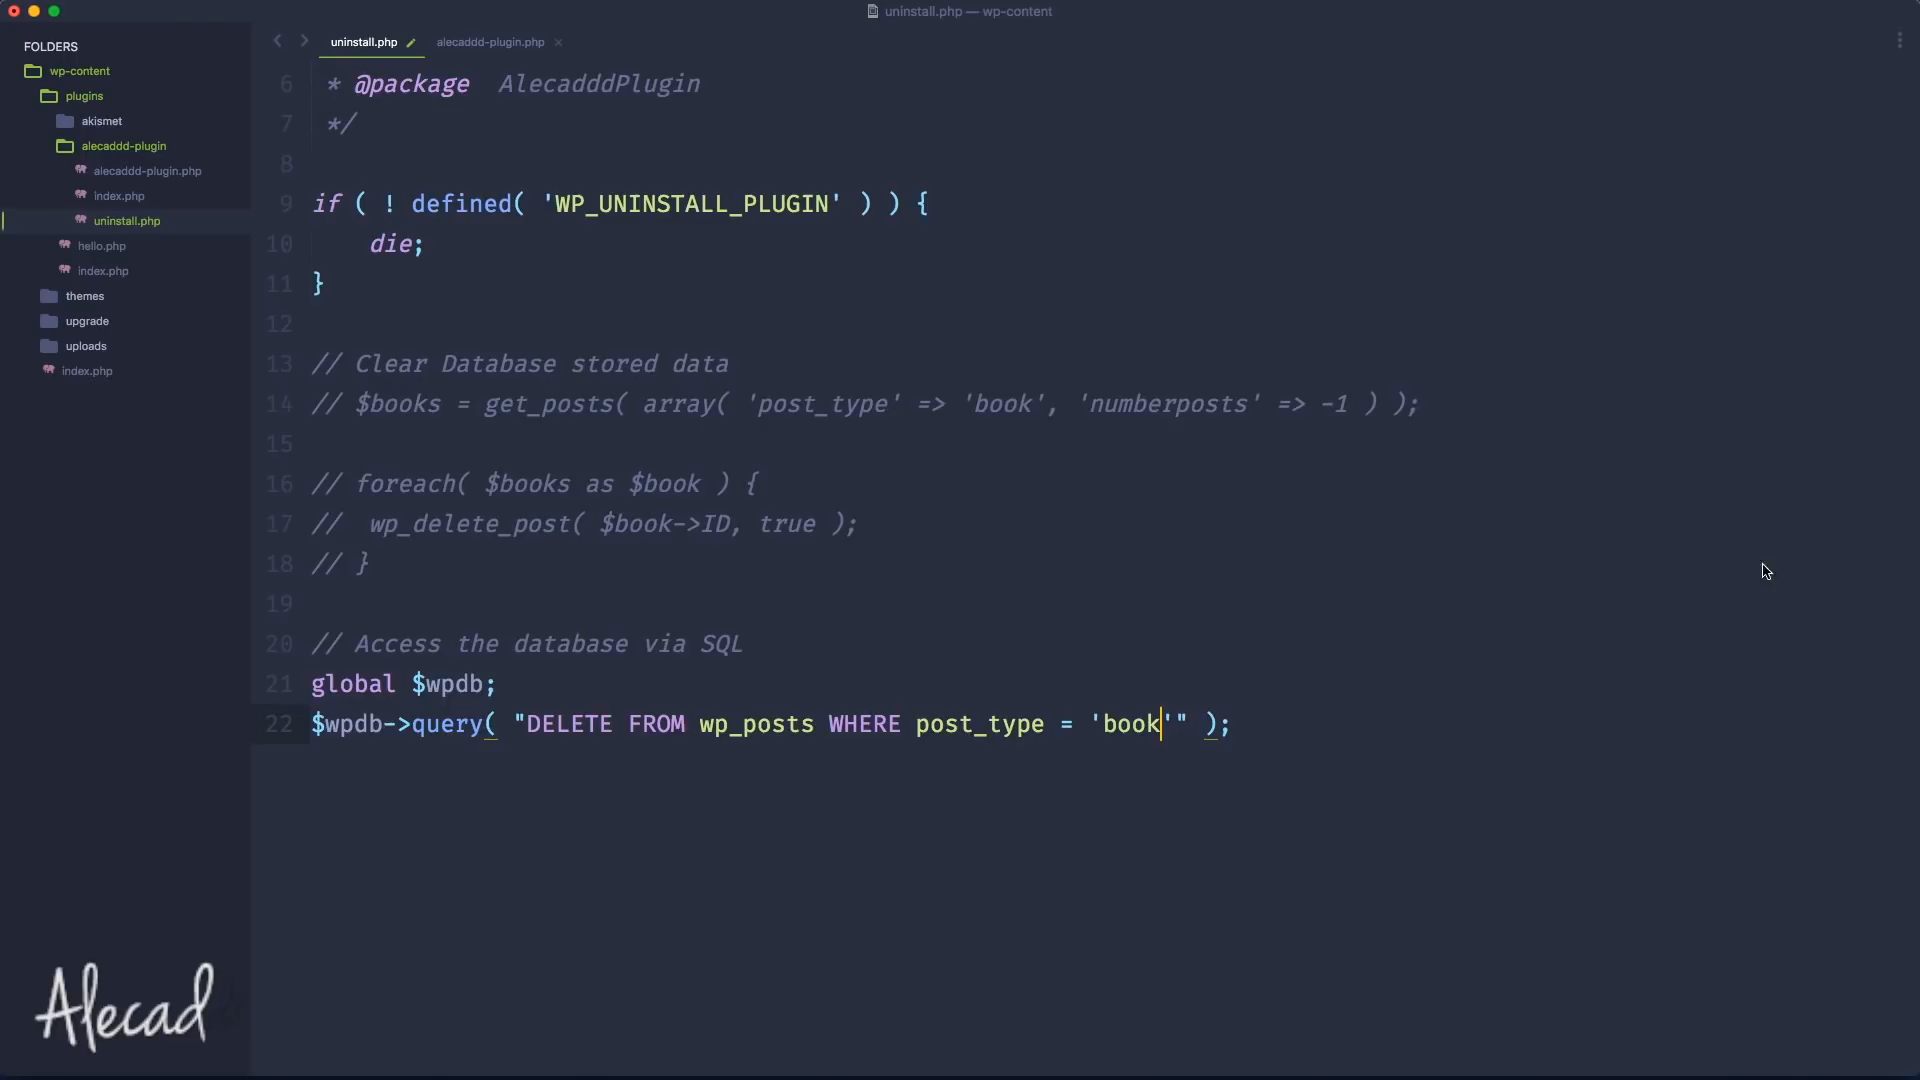 uninstall.php — wp-content
FOLDERS
wp-content
plugins
akismet
alecaddd-plugin
alecaddd-plugin.php
index.php
uninstall.php
hello.php
index.php
themes
upgrade
uploads
index.php
uninstall.php
alecaddd-plugin.php ×
6 * @package  AlecadddPlugin
7 */
8
9 if ( ! defined( 'WP_UNINSTALL_PLUGIN' ) ) {
10 die;
11 }
12
13 // Clear Database stored data
14 // $books = get_posts( array( 'post_type' => 'book', 'numberposts' => -1 ) );
15
16 // foreach( $books as $book ) {
17 //  wp_delete_post( $book->ID, true );
18 // }
19
20 // Access the database via SQL
21 global $wpdb;
22 $wpdb->query( "DELETE FROM wp_posts WHERE post_type = 'book'" );
Alecad